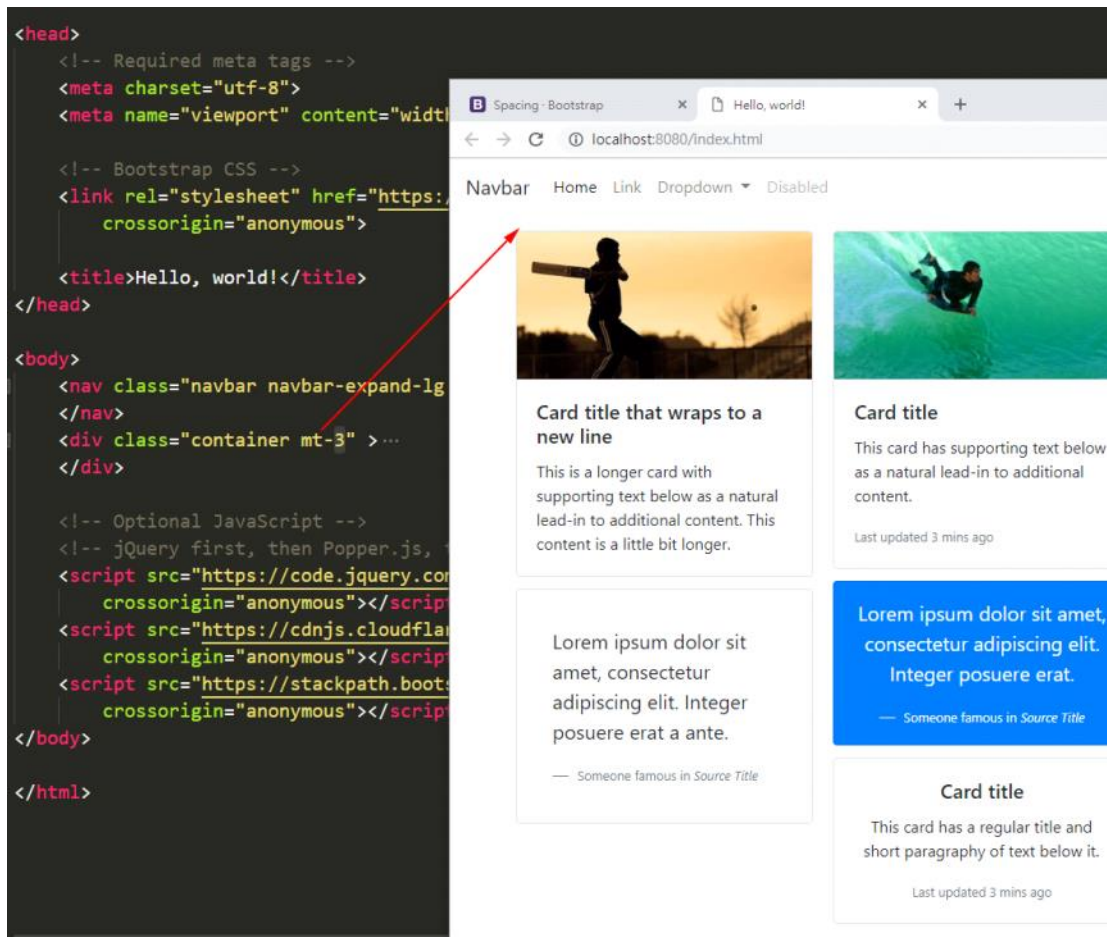 <head>
<!-- Required meta tags -->
<meta charset="utf-8">
<meta name="viewport" content="width
<!-- Bootstrap CSS -->
<link rel="stylesheet" href="https:/
crossorigin="anonymous">
<title>Hello, world!</title>
</head>
<body>
<nav class="navbar navbar-expand-lg
</nav>
<div class="container mt-3" >...
</div>
<!-- Optional JavaScript -->
<!-- jQuery first, then Popper.js,
<script src="https://code.jquery.com
crossorigin="anonymous"></script
<script src="https://cdnjs.cloudflar
crossorigin="anonymous"></script
<script src="https://stackpath.boots
crossorigin="anonymous"></script
</body>
</html>
B Spacing · Bootstrap
Hello, world!
localhost:8080/index.html
Navbar Home Link Dropdown Disabled
Card title that wraps to a
new line
This is a longer card with
supporting text below as a natural
lead-in to additional content. This
content is a little bit longer.
Lorem ipsum dolor sit
amet, consectetur
adipiscing elit. Integer
posuere erat a ante.
— Someone famous in Source Title
Card title
This card has supporting text below
as a natural lead-in to additional
content.
Last updated 3 mins ago
Lorem ipsum dolor sit amet,
consectetur adipiscing elit.
Integer posuere erat.
— Someone famous in Source Title
Card title
This card has a regular title and
short paragraphy of text below it.
Last updated 3 mins ago